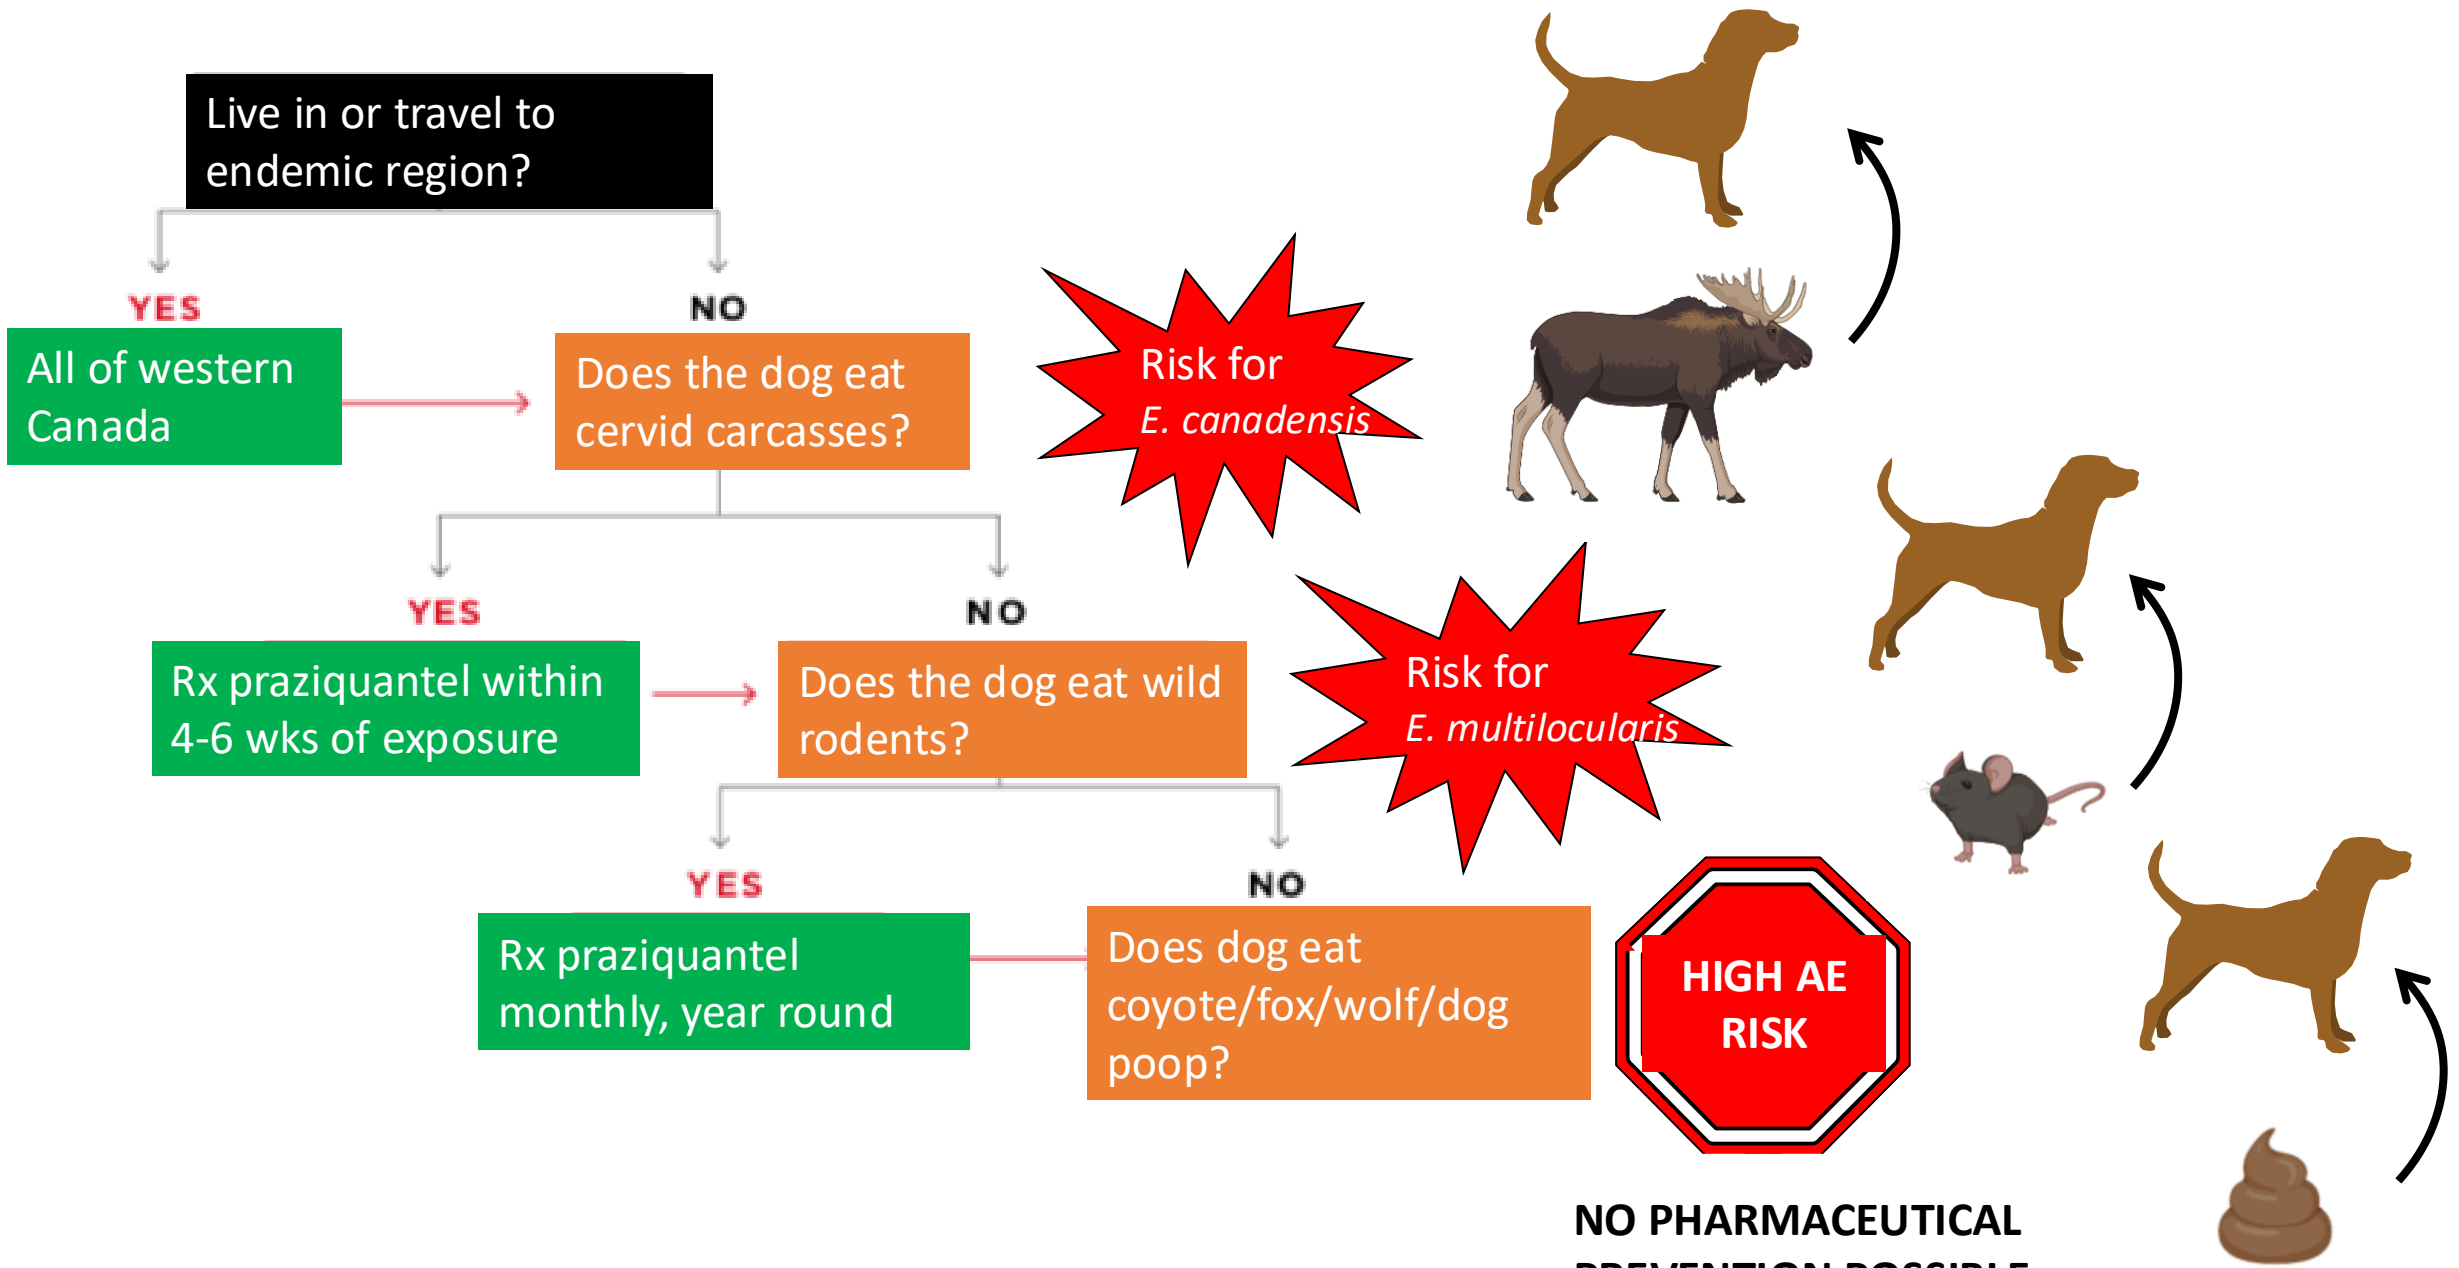 Live in or travel to
endemic region?
YES
NO
All of western
Canada
Does the dog eat
cervid carcasses?
Risk for
E. canadensis
YES
NO
Rx praziquantel within
4-6 wks of exposure
Does the dog eat wild
rodents?
Risk for
E. multilocularis
YES
NO
Rx praziquantel
monthly, year round
Does dog eat
coyote/fox/wolf/dog
poop?
HIGH AE
RISK
NO PHARMACEUTICAL
PREVENTION POSSIBLE